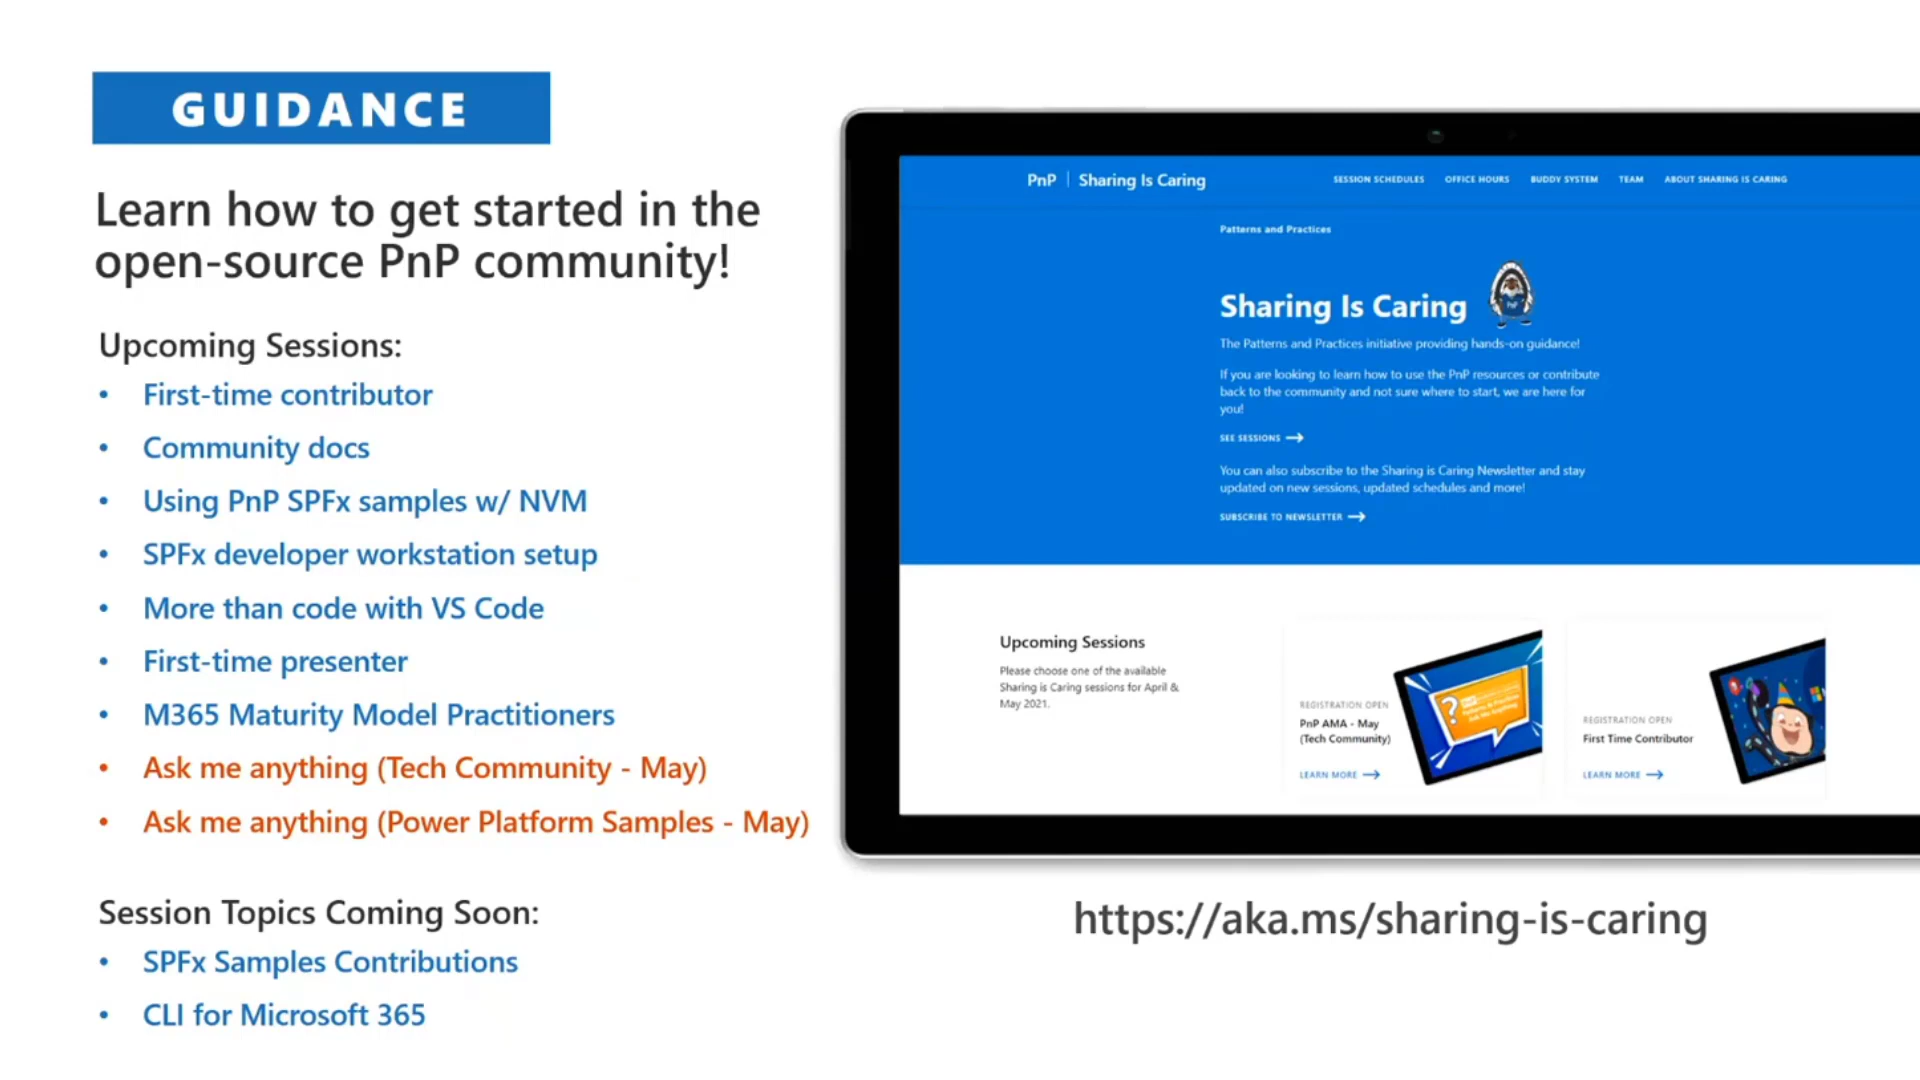 GUIDANCE
Learn how to get started in the
open-source PnP community!
Upcoming Sessions:
• First-time contributor
• Community docs
• Using PnP SPFx samples w/ NVM
• SPFx developer workstation setup
• More than code with VS Code
• First-time presenter
• M365 Maturity Model Practitioners
• Ask me anything (Tech Community - May)
• Ask me anything (Power Platform Samples - May)
Session Topics Coming Soon:
• SPFx Samples Contributions
• CLI for Microsoft 365
PnP | Sharing Is Caring
SESSION SCHEDULES OFFICE HOURS BUDDY SYSTEM TEAM ABOUT SHARING IS CARING
Patterns and Practices
Sharing Is Caring
The Patterns and Practices initiative providing hands-on guidance!
If you are looking to learn how to use the PnP resources or contribute
back to the community and not sure where to start, we are here for
you!
SEE SESSIONS
You can also subscribe to the Sharing is Caring Newsletter and stay
updated on new sessions, updated schedules and more!
SUBSCRIBE TO NEWSLETTER
Upcoming Sessions
Please choose one of the available
Sharing is Caring sessions for April &
May 2021.
REGISTRATION OPEN
PnP AMA - May
(Tech Community)
LEARN MORE
REGISTRATION OPEN
First Time Contributor
LEARN MORE
https://aka.ms/sharing-is-caring